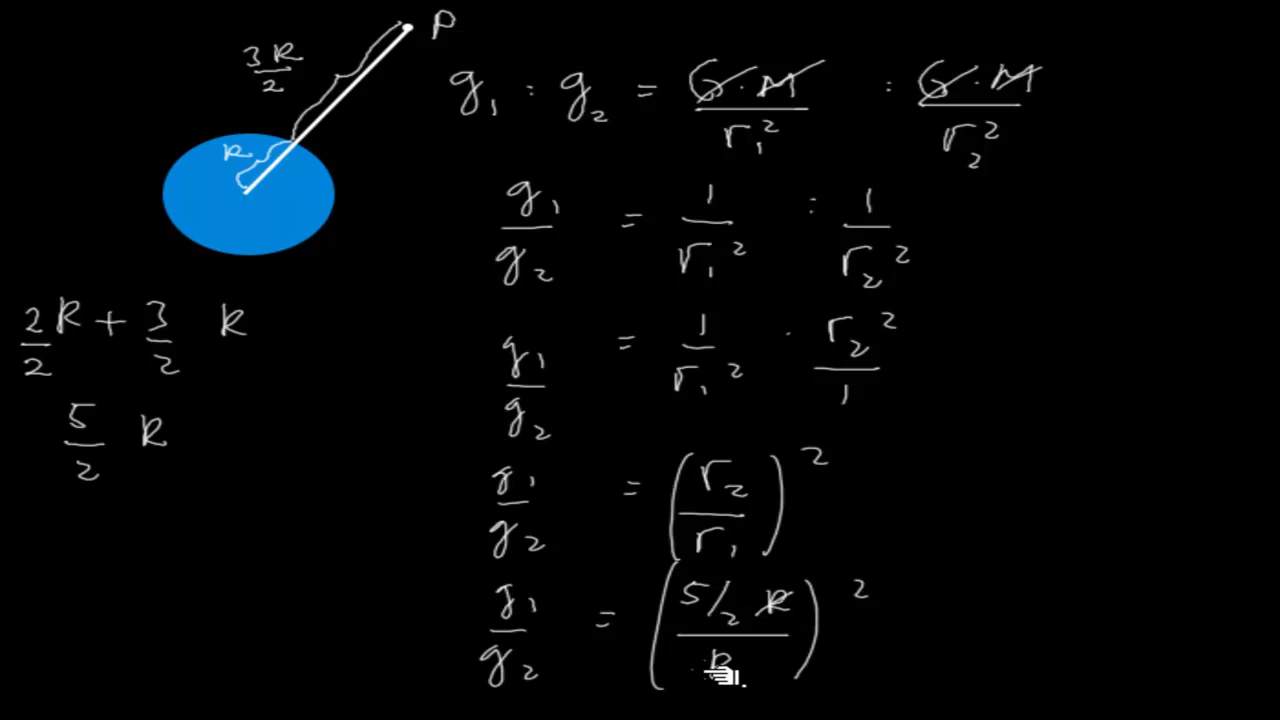 P
3R/2
R
g₁ : g₂ = G·M/r₁² : G·M/r₂²
g₁/g₂ = 1/r₁² : 1/r₂²
2/2 R + 3/2 R
g₁/g₂ = 1/r₁² · r₂²/1
5/2 R
g₁/g₂ = (r₂/r₁)²
g₁/g₂ = (5/2 R/R)²